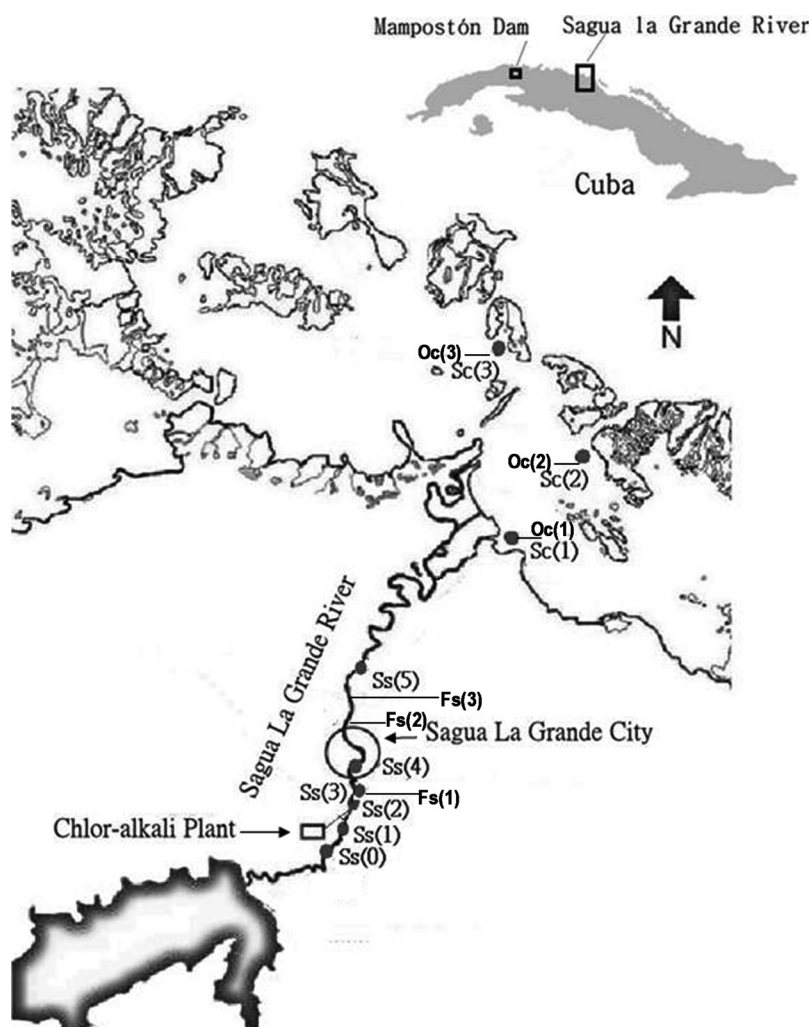 Mampostón Dam
Sagua la Grande River
Cuba
N
Oc(3)
Sc(3)
Oc(2)
Sc(2)
Oc(1)
Sc(1)
Sagua La Grande River
Ss(5)
Fs(3)
Fs(2)
Sagua La Grande City
Ss(4)
Ss(3)
Fs(1)
Ss(2)
Chlor-alkali Plant
Ss(1)
Ss(0)